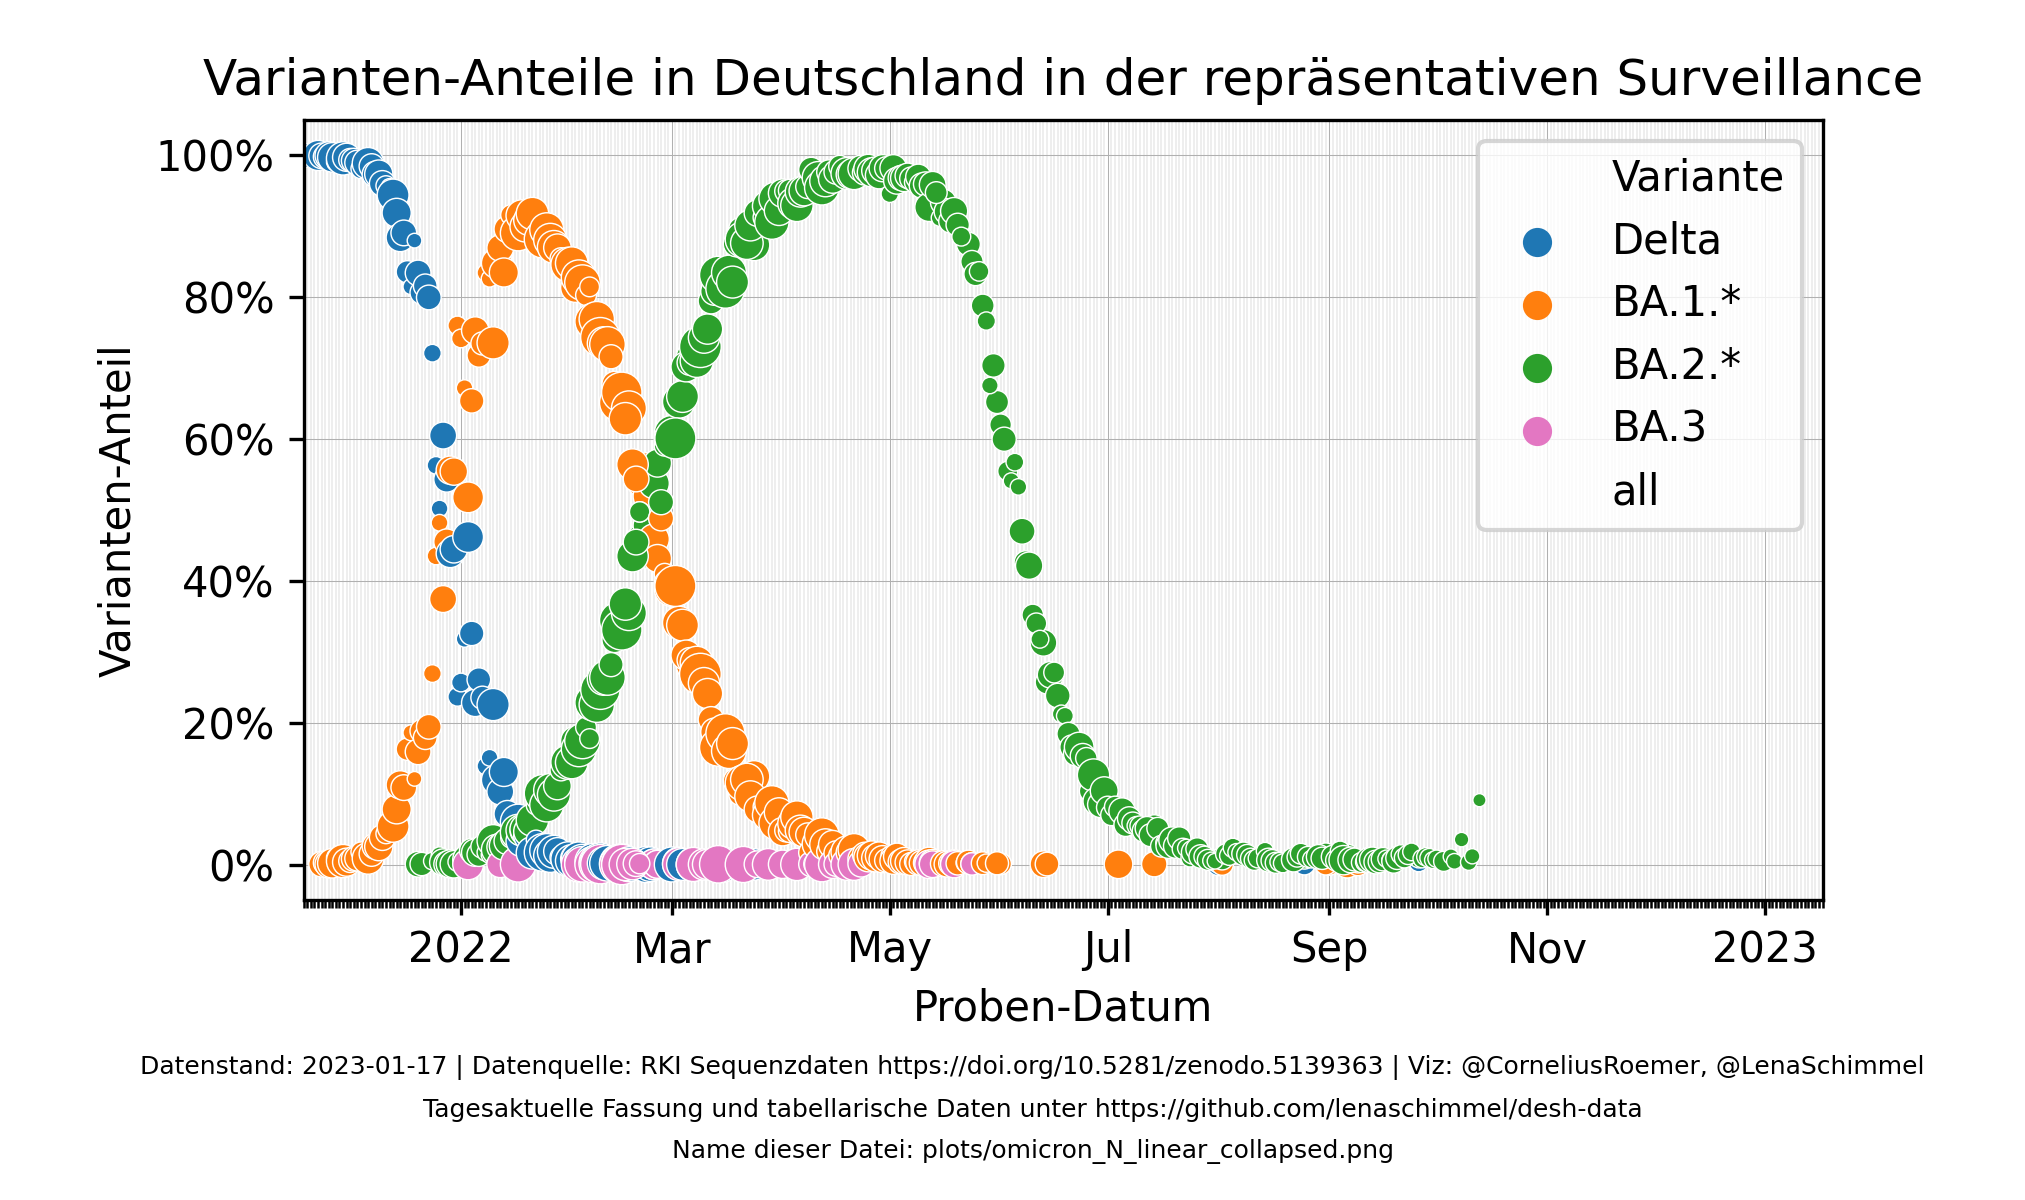 Varianten-Anteile in Deutschland in der repräsentativen Surveillance
Varianten-Anteil
100%
80%
60%
40%
20%
0%
Variante
Delta
BA.1.*
BA.2.*
BA.3
all
2022
Mar
May
Jul
Sep
Nov
2023
Proben-Datum
Datenstand: 2023-01-17 | Datenquelle: RKI Sequenzdaten https://doi.org/10.5281/zenodo.5139363 | Viz: @CorneliusRoemer, @LenaSchimmel
Tagesaktuelle Fassung und tabellarische Daten unter https://github.com/lenaschimmel/desh-data
Name dieser Datei: plots/omicron_N_linear_collapsed.png